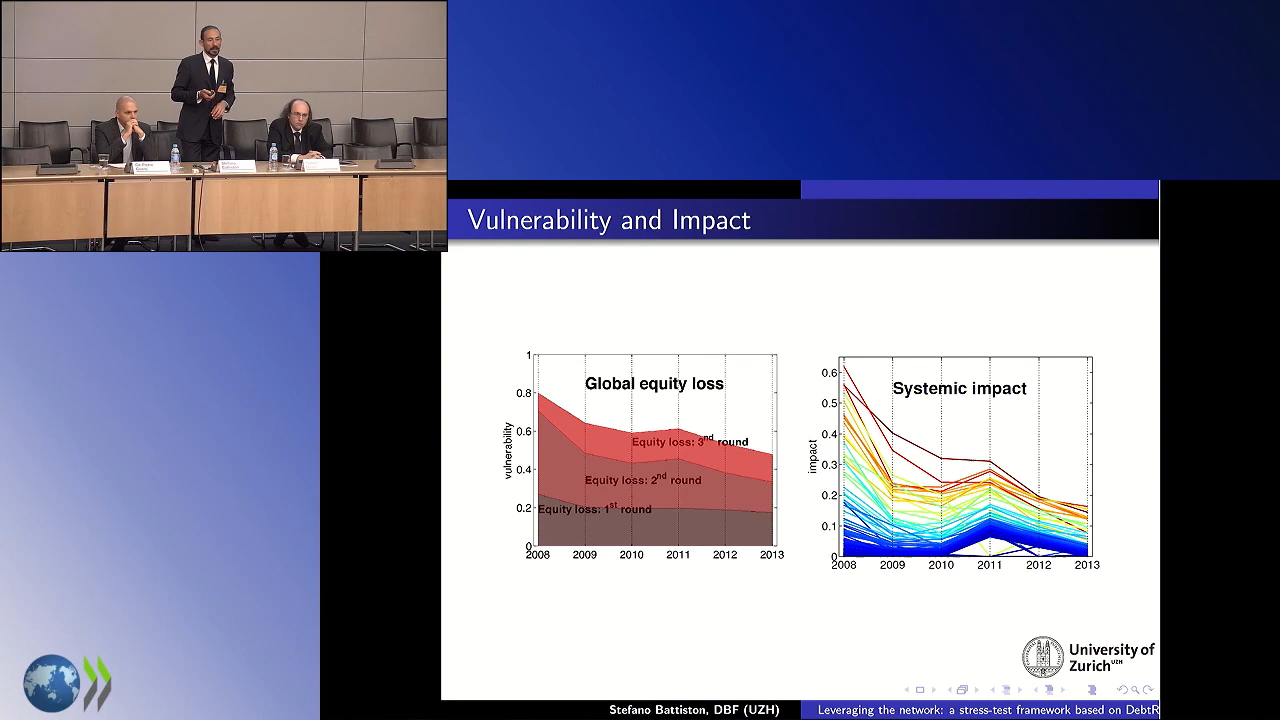 Vulnerability and Impact
Global equity loss
vulnerability
1
0.8
0.6
0.4
0.2
0
Equity loss: 3nd round
Equity loss: 2nd round
Equity loss: 1st round
2008 2009 2010 2011 2012 2013
Systemic impact
impact
0.6
0.5
0.4
0.3
0.2
0.1
0
2008 2009 2010 2011 2012 2013
University of
Zurich UZH
Stefano Battiston, DBF (UZH)
Leveraging the network: a stress-test framework based on DebtR